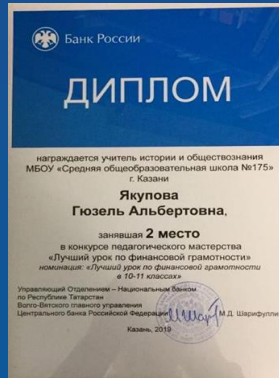 Банк России
ДИПЛОМ
награждается учитель истории и обществознания
МБОУ «Средняя общеобразовательная школа №175»
г. Казани
Якупова
Гюзель Альбертовна,
занявшая 2 место
в конкурсе педагогического мастерства
«Лучший урок по финансовой грамотности»
номинация: «Лучший урок по финансовой грамотности
в 10-11 классах»
Управляющий Отделением – Национальным банком
по Республике Татарстан
Волго-Вятского главного управления
Центрального банка Российской Федерации М.Д. Шарифулли
Казань, 2019